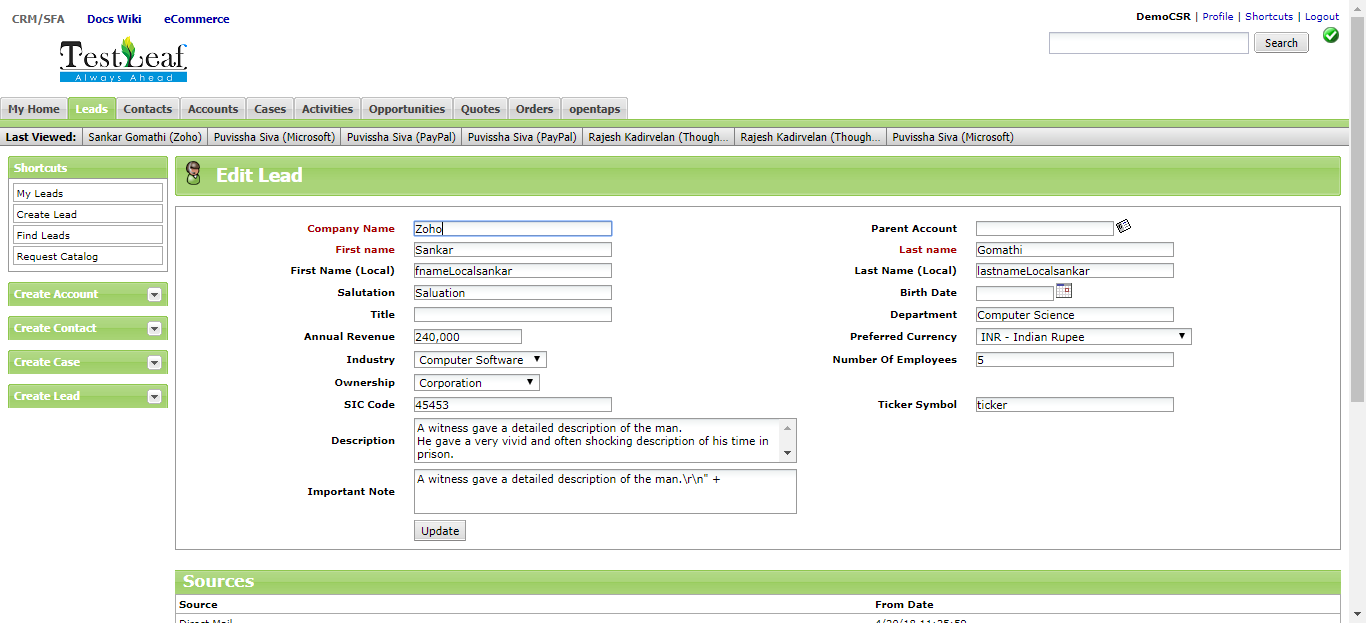 CRM/SFA Docs Wiki eCommerce
DemoCSR | Profile | Shortcuts | Logout
TestLeaf
Always Ahead
Search
My Home Leads Contacts Accounts Cases Activities Opportunities Quotes Orders opentaps
Last Viewed: Sankar Gomathi (Zoho) Puvissha Siva (Microsoft) Puvissha Siva (PayPal) Puvissha Siva (PayPal) Rajesh Kadirvelan (Though... Rajesh Kadirvelan (Though... Puvissha Siva (Microsoft)
Shortcuts
My Leads
Create Lead
Find Leads
Request Catalog
Create Account
Create Contact
Create Case
Create Lead
Edit Lead
Company Name Zoho Parent Account
First name Sankar Last name Gomathi
First Name (Local) fnameLocalsankar Last Name (Local) lastnameLocalsankar
Salutation Saluation Birth Date
Title Department Computer Science
Annual Revenue 240,000 Preferred Currency INR - Indian Rupee
Industry Computer Software Number Of Employees 5
Ownership Corporation
SIC Code 45453 Ticker Symbol ticker
Description
A witness gave a detailed description of the man.
He gave a very vivid and often shocking description of his time in
prison.
Important Note
A witness gave a detailed description of the man.\r\n" +
Update
Sources
Source From Date